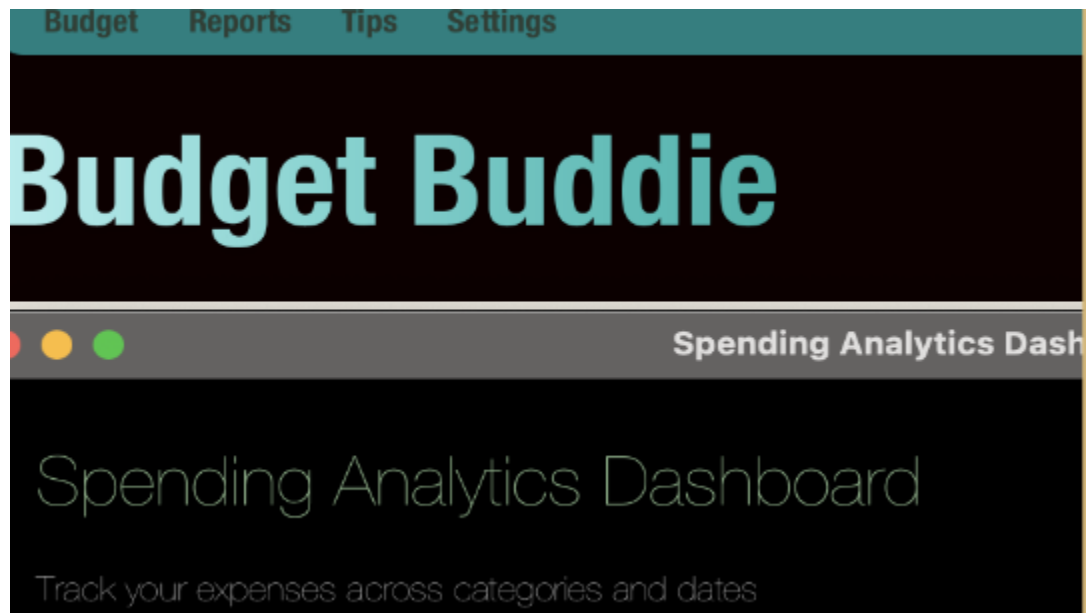 Budget Reports Tips Settings
Budget Buddie
Spending Analytics Dash
Spending Analytics Dashboard
Track your expenses across categories and dates